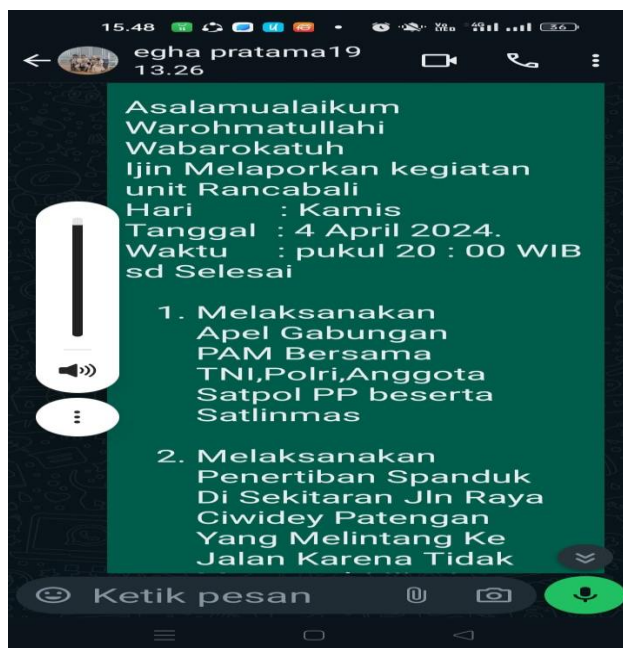 15.48
36
egha pratama19
13.26
Asalamualaikum
Warohmatullahi
Wabarokatuh
Ijin Melaporkan kegiatan
unit Rancabali
Hari : Kamis
Tanggal : 4 April 2024.
Waktu : pukul 20 : 00 WIB
sd Selesai
1. Melaksanakan
Apel Gabungan
PAM Bersama
TNI,Polri,Anggota
Satpol PP beserta
Satlinmas
2. Melaksanakan
Penertiban Spanduk
Di Sekitaran Jln Raya
Ciwidey Patengan
Yang Melintang Ke
Jalan Karena Tidak
Ketik pesan